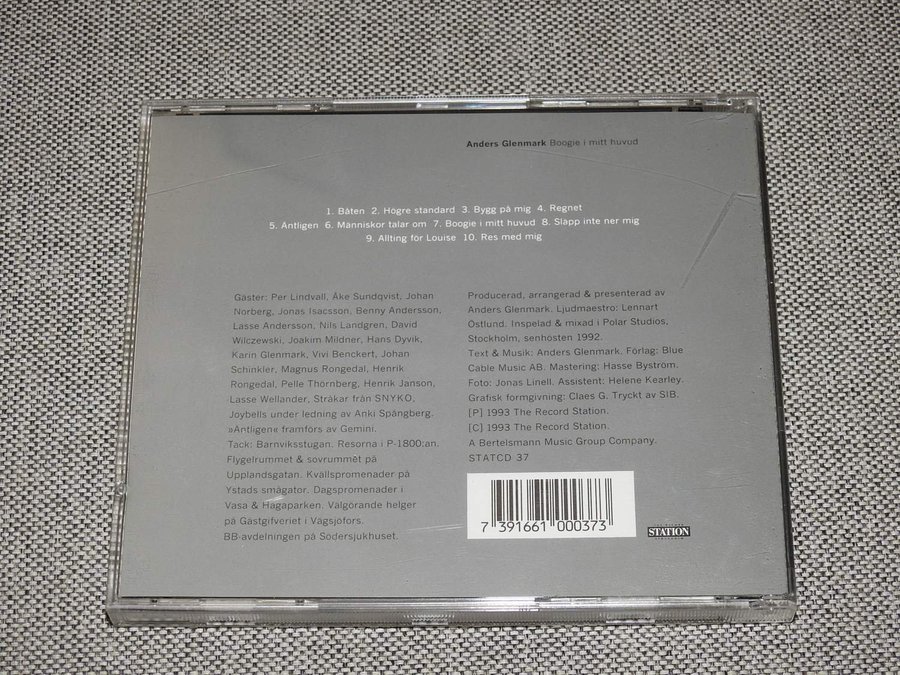 Anders Glenmark Boogie i mitt huvud
1. Båten 2. Högre standard 3. Bygg på mig 4. Regnet
5. Äntligen 6. Människor talar om 7. Boogie i mitt huvud 8. Släpp inte ner mig
9. Allting för Louise 10. Res med mig
Gäster: Per Lindvall, Åke Sundqvist, Johan
Norberg, Jonas Isacsson, Benny Andersson,
Lasse Andersson, Nils Landgren, David
Wilczewski, Joakim Mildner, Hans Dyvik,
Karin Glenmark, Vivi Benckert, Johan
Schinkler, Magnus Rongedal, Henrik
Rongedal, Pelle Thörnberg, Henrik Janson,
Lasse Wellander, Stråkar från SNYKO,
Joybells under ledning av Anki Spångberg.
»Äntligen« framförs av Gemini.
Tack: Barnviksstugan. Resorna i P-1800:an.
Flygelrummet & sovrummet på
Upplandsgatan. Kvällspromenader på
Ystads smågator. Dagspromenader i
Vasa & Hagaparken. Välgörande helger
på Gästgifveriet i Vägsjöfors.
BB-avdelningen på Södersjukhuset.
Producerad, arrangerad & presenterad av
Anders Glenmark. Ljudmaestro: Lennart
Östlund. Inspelad & mixad i Polar Studios,
Stockholm, senhösten 1992.
Text & Musik: Anders Glenmark. Förlag: Blue
Cable Music AB. Mastering: Hasse Byström.
Foto: Jonas Linell. Assistent: Helene Kearley.
Grafisk formgivning: Claes G. Tryckt av SIB.
[P] 1993 The Record Station.
[C] 1993 The Record Station.
A Bertelsmann Music Group Company.
STATCD 37
7 391661 000373
STATION